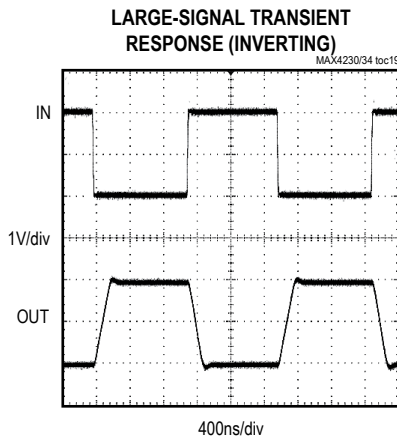 LARGE-SIGNAL TRANSIENT
RESPONSE (INVERTING)
MAX4230/34 toc19
IN
1V/div
OUT
400ns/div